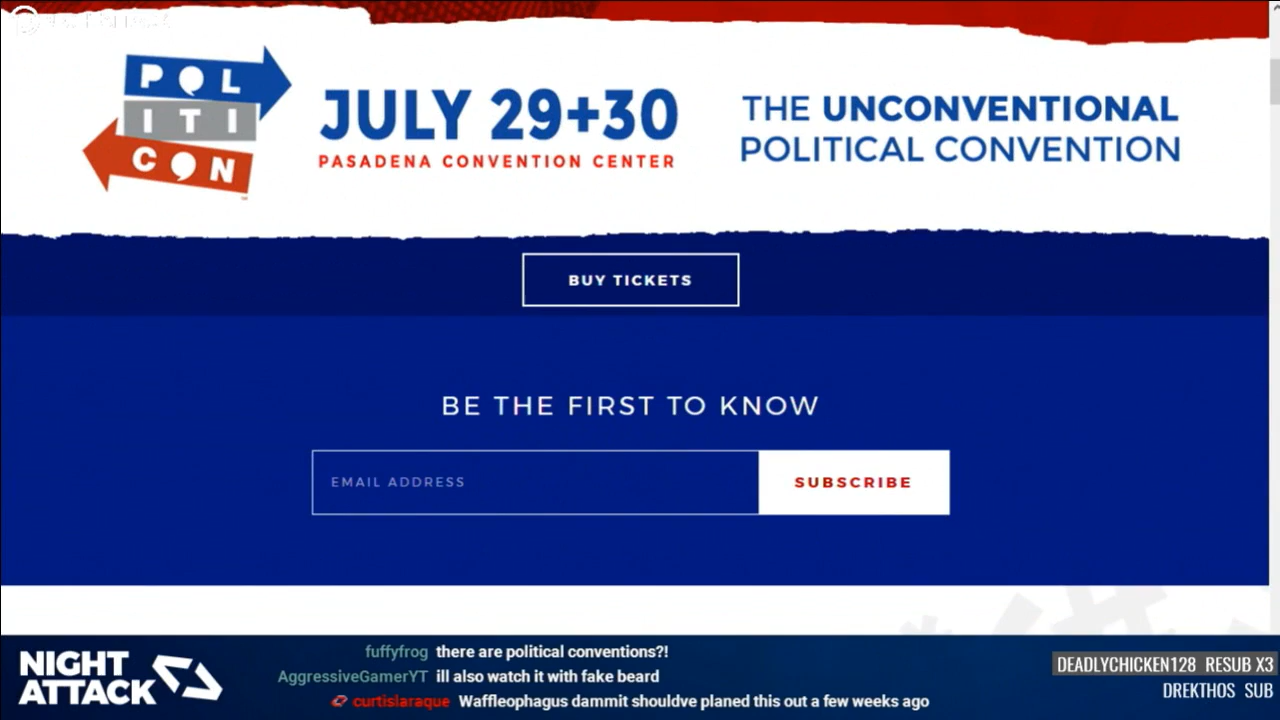 POL
ITI
CON
JULY 29+30
PASADENA CONVENTION CENTER
THE UNCONVENTIONAL
POLITICAL CONVENTION
BUY TICKETS
BE THE FIRST TO KNOW
EMAIL ADDRESS
SUBSCRIBE
NIGHT
ATTACK
fuffyfrog there are political conventions?!
AggressiveGamerYT ill also watch it with fake beard
curtislaraque Waffleophagus dammit shouldve planed this out a few weeks ago
DEADLYCHICKEN128 RESUB X3
DREKTHOS SUB